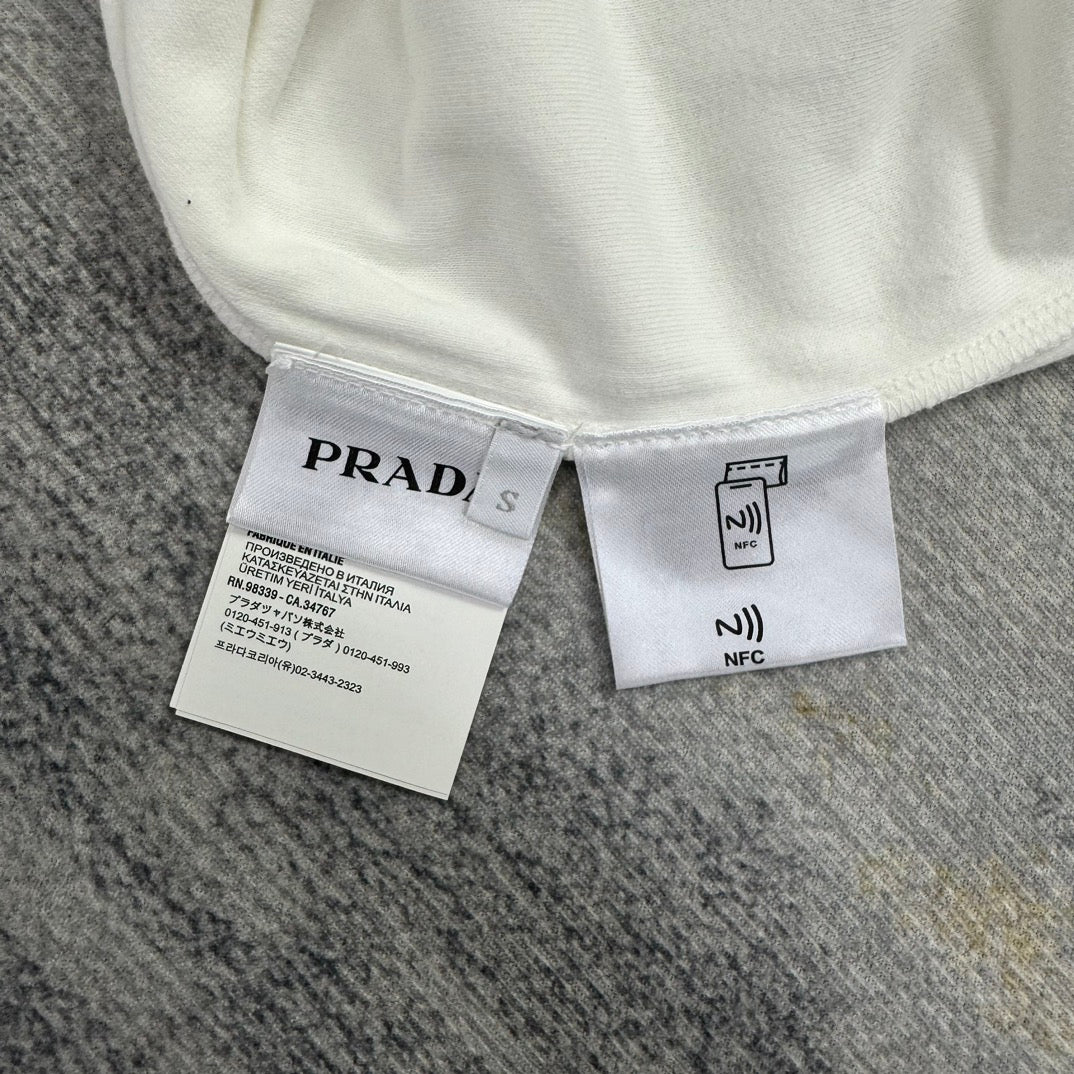 PRADA
S
FABRIQUÉ EN ITALIE
ПРОИЗВЕДЕНО В ИТАЛИЯ
ΚΑΤΑΣΚΕΥΑΖΕΤΑΙ ΣΤΗΝ ITAΛIA
ÜRETIM YERİ İTALYA
RN.98339 - CA.34767
プラダジャパン株式会社
0120-451-913 ( プラダ ) 0120-451-993
(ミエウミエウ)
프라다코리아(유)02-3443-2323
NFC
NFC